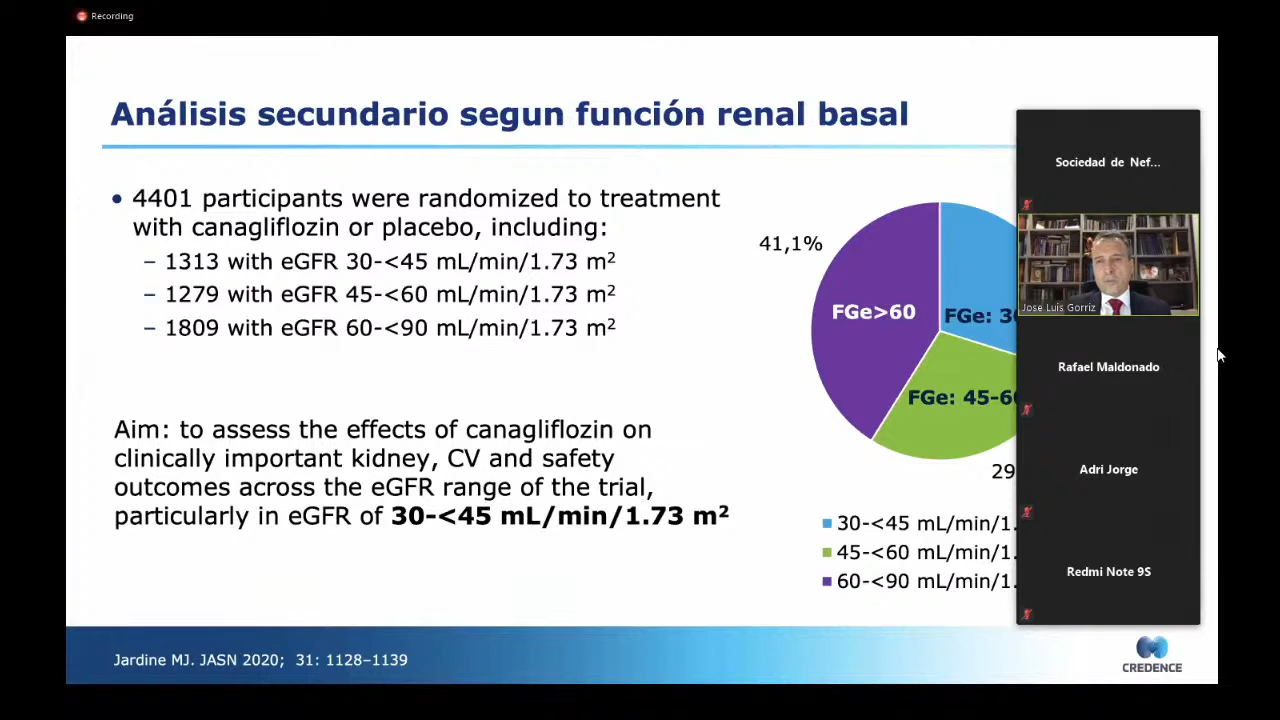 Recording
Análisis secundario segun función renal basal
• 4401 participants were randomized to treatment
with canagliflozin or placebo, including:
– 1313 with eGFR 30-<45 mL/min/1.73 m²
– 1279 with eGFR 45-<60 mL/min/1.73 m²
– 1809 with eGFR 60-<90 mL/min/1.73 m²
Aim: to assess the effects of canagliflozin on
clinically important kidney, CV and safety
outcomes across the eGFR range of the trial,
particularly in eGFR of 30-<45 mL/min/1.73 m²
41,1%
FGe>60
FGe: 3
FGe: 45-6
29
30-<45 mL/min/1.
45-<60 mL/min/1.
60-<90 mL/min/1.
Sociedad de Nef...
Jose Luis Gorriz
Rafael Maldonado
Adri Jorge
Redmi Note 9S
Jardine MJ. JASN 2020; 31: 1128–1139
CREDENCE